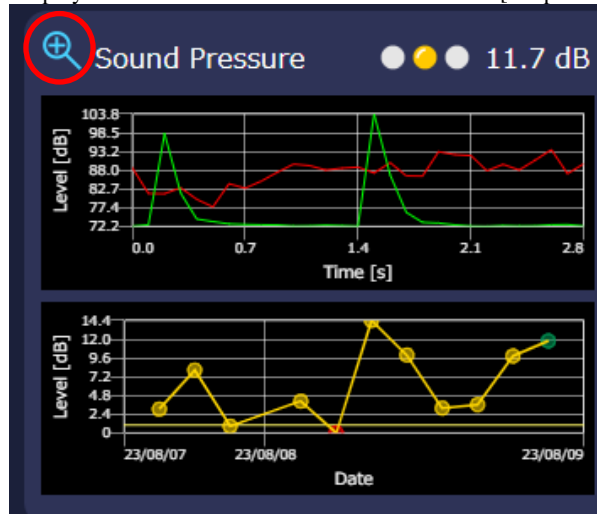 Sound Pressure 11.7 dB
103.8
98.5
93.2
88.0
82.7
77.4
72.2
Level [dB]
0.0 0.7 1.4 2.1 2.8
Time [s]
14.4
12.0
9.6
7.2
4.8
2.4
0
Level [dB]
23/08/07 23/08/08 23/08/09
Date